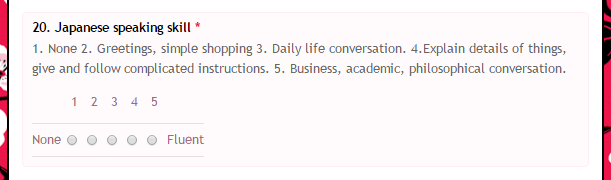 20. Japanese speaking skill *
1. None 2. Greetings, simple shopping 3. Daily life conversation. 4.Explain details of things,
give and follow complicated instructions. 5. Business, academic, philosophical conversation.
1 2 3 4 5
None Fluent